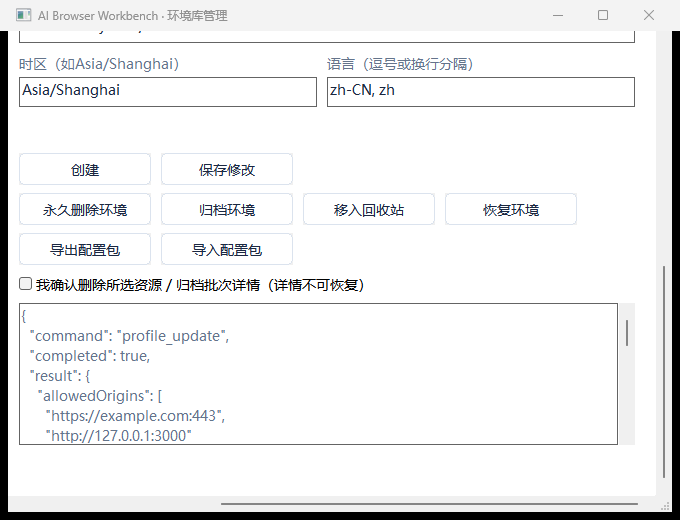 AI Browser Workbench · 环境库管理
时区（如Asia/Shanghai） 语言（逗号或换行分隔）
Asia/Shanghai zh-CN, zh
创建 保存修改
永久删除环境 归档环境 移入回收站 恢复环境
导出配置包 导入配置包
我确认删除所选资源 / 归档批次详情（详情不可恢复）
{
"command": "profile_update",
"completed": true,
"result": {
"allowedOrigins": [
"https://example.com:443",
"http://127.0.0.1:3000"